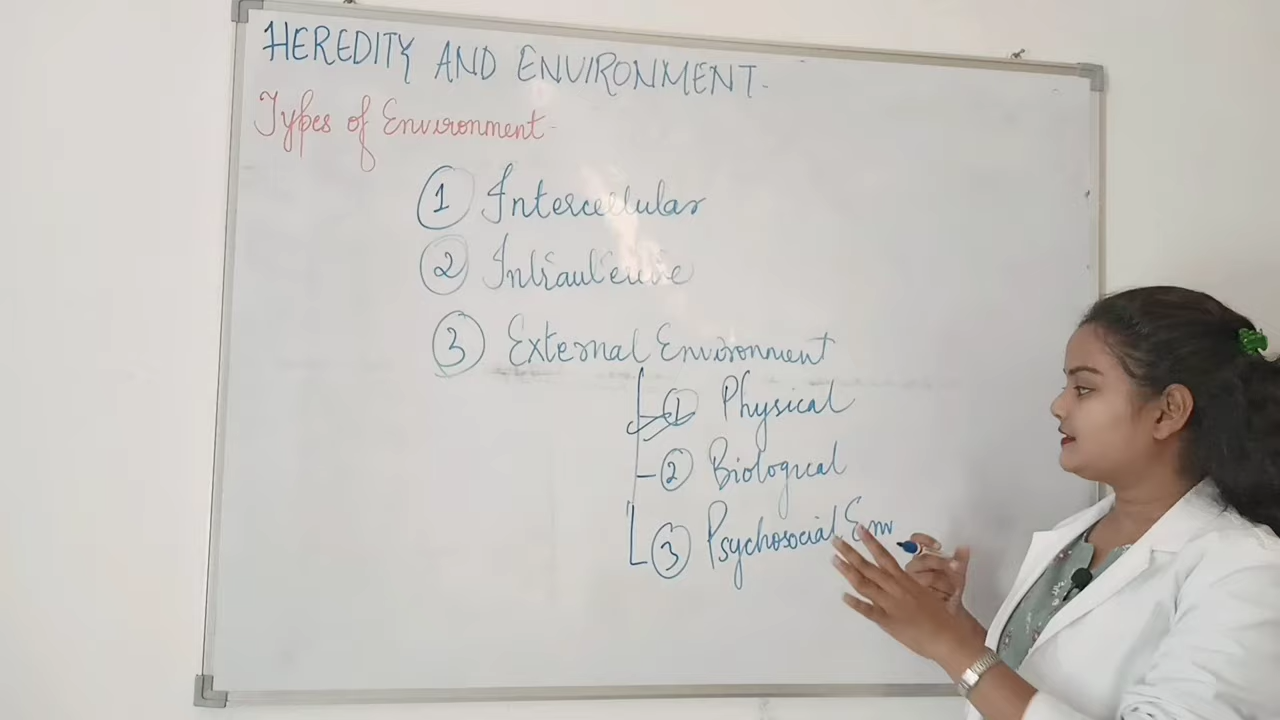 HEREDITY AND ENVIRONMENT-
Types of Environment-
① Intercellular
② Intrauterine
③ External Environment
① Physical
② Biological
③ Psychosocial Env